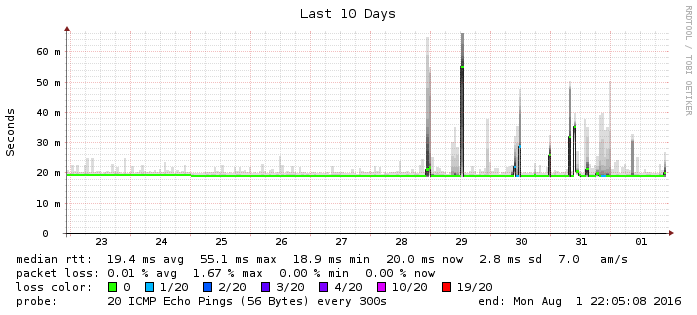 Last 10 Days
RRDTOOL / TOBI OETIKER
Seconds
60 m
50 m
40 m
30 m
20 m
10 m
0
23 24 25 26 27 28 29 30 31 01
median rtt: 19.4 ms avg 55.1 ms max 18.9 ms min 20.0 ms now 2.8 ms sd 7.0 am/s
packet loss: 0.01 % avg 1.67 % max 0.00 % min 0.00 % now
loss color: 0 1/20 2/20 3/20 4/20 10/20 19/20
probe: 20 ICMP Echo Pings (56 Bytes) every 300s end: Mon Aug 1 22:05:08 2016